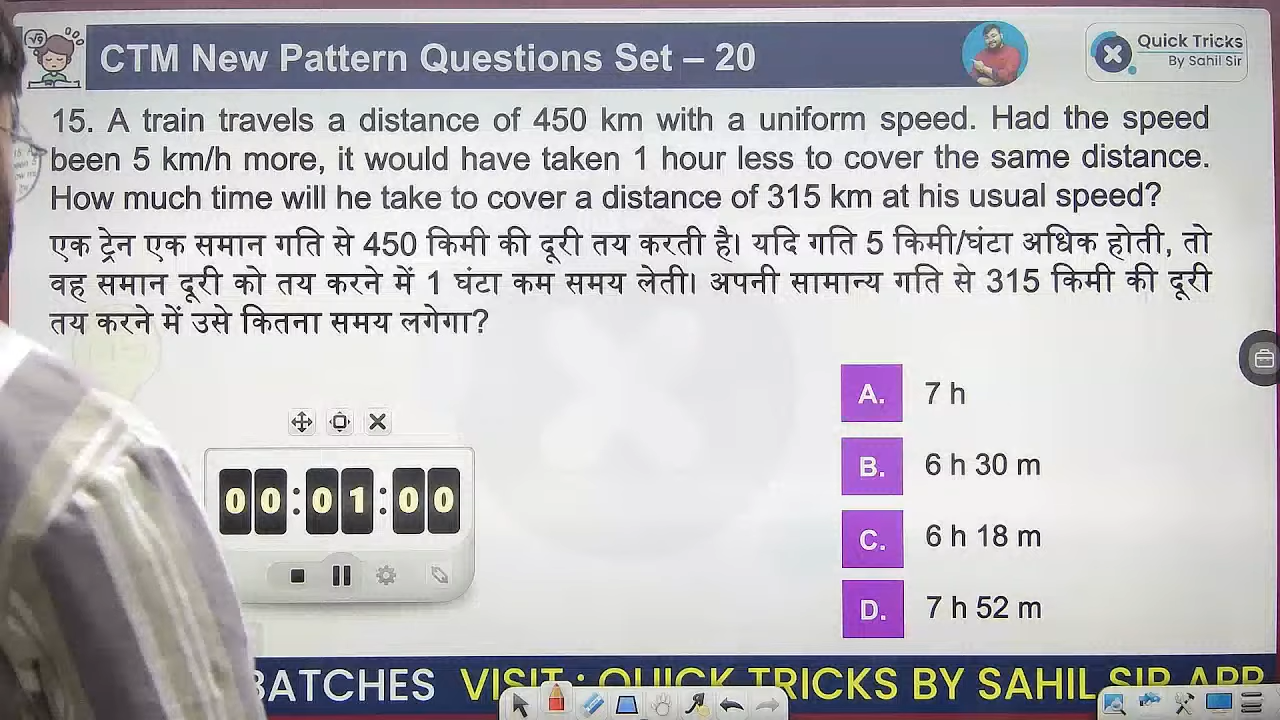 CTM New Pattern Questions Set – 20
Quick Tricks
By Sahil Sir
15. A train travels a distance of 450 km with a uniform speed. Had the speed
been 5 km/h more, it would have taken 1 hour less to cover the same distance.
How much time will he take to cover a distance of 315 km at his usual speed?
एक ट्रेन एक समान गति से 450 किमी की दूरी तय करती है। यदि गति 5 किमी/घंटा अधिक होती, तो
वह समान दूरी को तय करने में 1 घंटा कम समय लेती। अपनी सामान्य गति से 315 किमी की दूरी
तय करने में उसे कितना समय लगेगा?
A. 7 h
B. 6 h 30 m
C. 6 h 18 m
D. 7 h 52 m
00:01:00
BATCHES VISIT : QUICK TRICKS BY SAHIL SIR APP